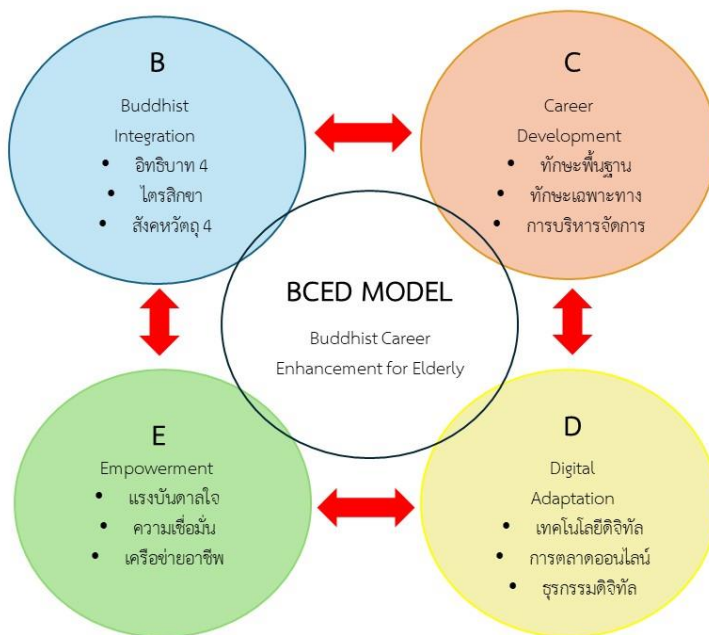 B
Buddhist
Integration
• อิทธิบาท 4
• ไตรสิกขา
• สังคหวัตถุ 4
C
Career
Development
• ทักษะพื้นฐาน
• ทักษะเฉพาะทาง
• การบริหารจัดการ
BCED MODEL
Buddhist Career
Enhancement for Elderly
E
Empowerment
• แรงบันดาลใจ
• ความเชื่อมั่น
• เครือข่ายอาชีพ
D
Digital
Adaptation
• เทคโนโลยีดิจิทัล
• การตลาดออนไลน์
• ธุรกรรมดิจิทัล